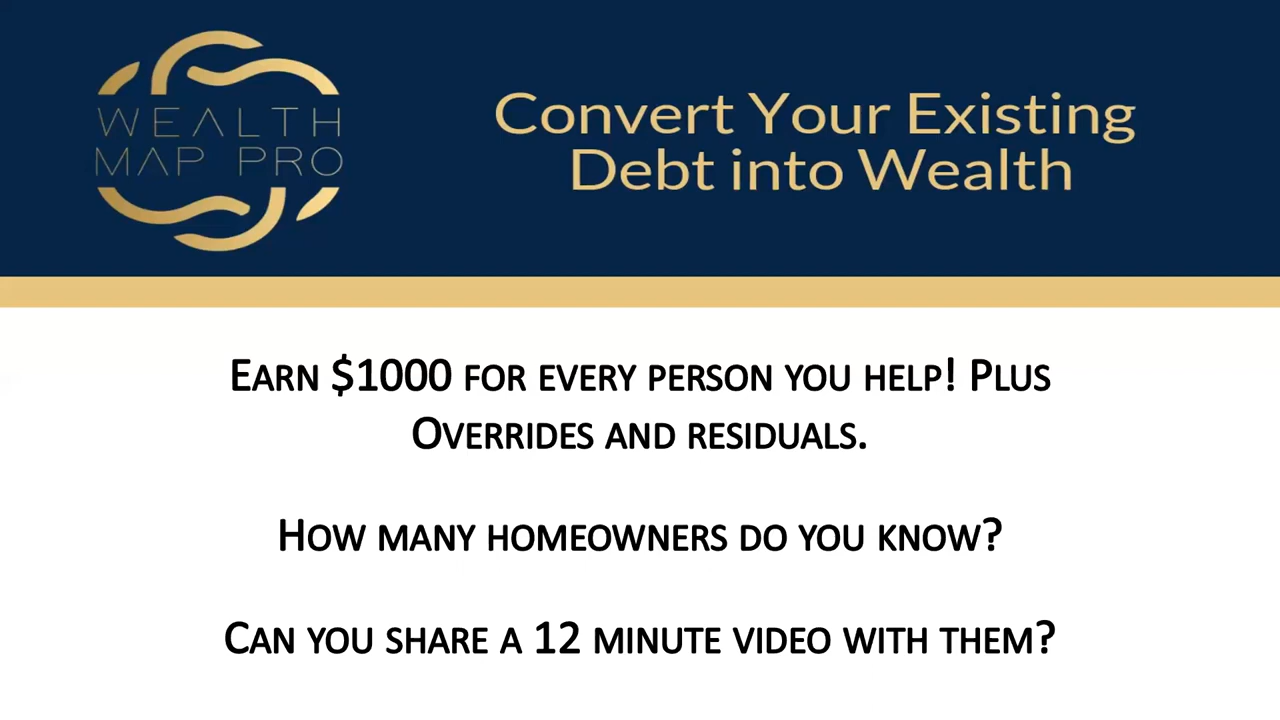 WEALTH
MAP PRO
Convert Your Existing
Debt into Wealth
Earn $1000 for every person you help! Plus
Overrides and residuals.
How many homeowners do you know?
Can you share a 12 minute video with them?